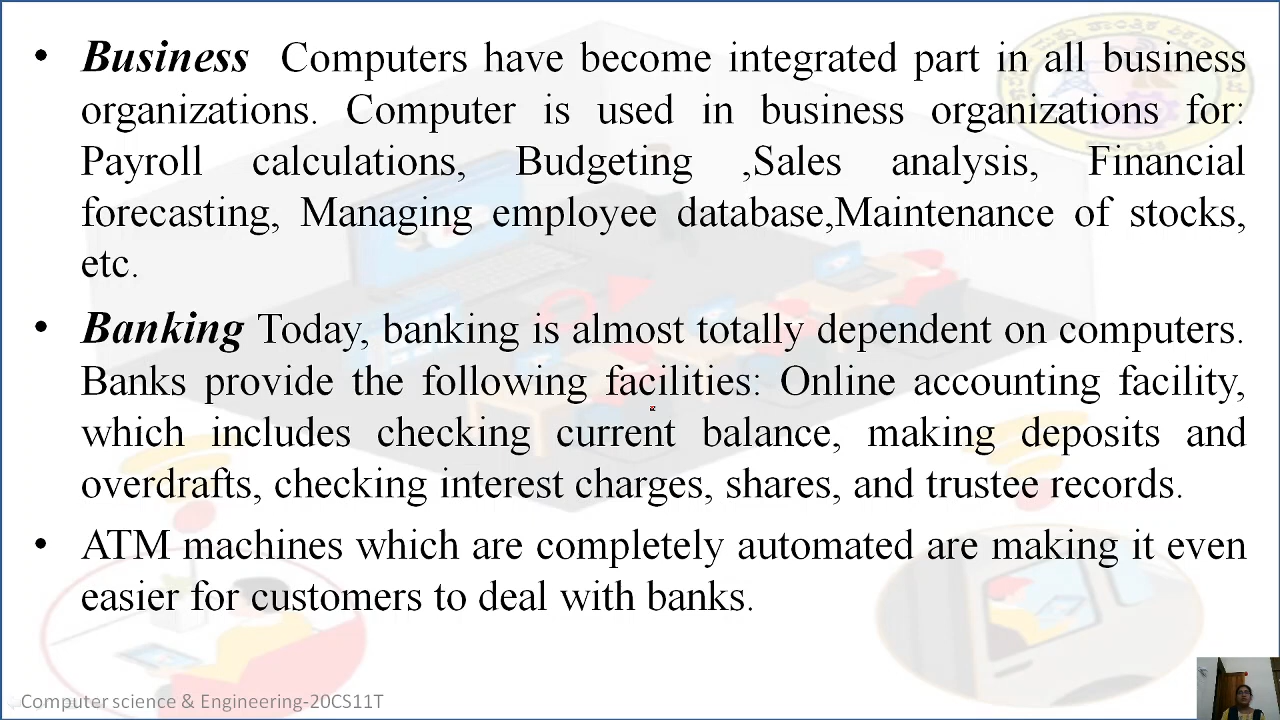 • Business Computers have become integrated part in all business
organizations. Computer is used in business organizations for:
Payroll calculations, Budgeting ,Sales analysis, Financial
forecasting, Managing employee database,Maintenance of stocks,
etc.
• Banking Today, banking is almost totally dependent on computers.
Banks provide the following facilities: Online accounting facility,
which includes checking current balance, making deposits and
overdrafts, checking interest charges, shares, and trustee records.
• ATM machines which are completely automated are making it even
easier for customers to deal with banks.
Computer science & Engineering-20CS11T